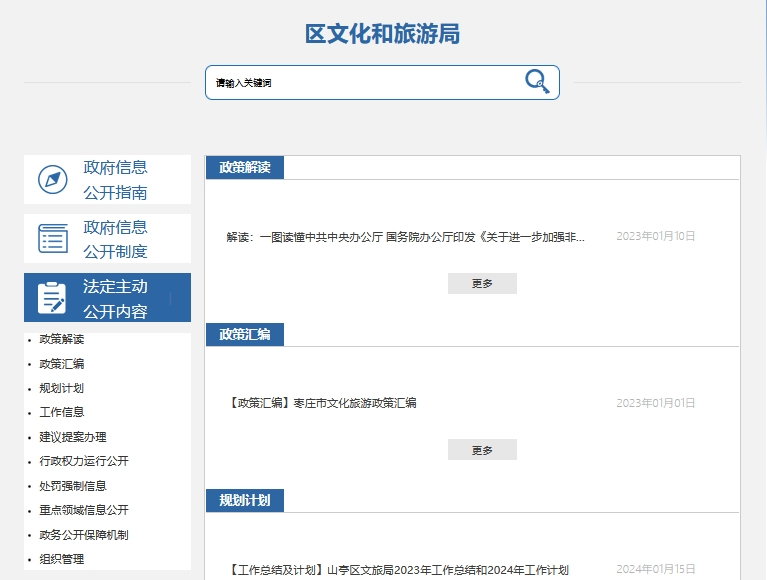 区文化和旅游局
请输入关键词
政府信息
公开指南
政府信息
公开制度
法定主动
公开内容
• 政策解读
• 政策汇编
• 规划计划
• 工作信息
• 建议提案办理
• 行政权力运行公开
• 处罚强制信息
• 重点领域信息公开
• 政务公开保障机制
• 组织管理
政策解读
解读：一图读懂中共中央办公厅 国务院办公厅印发《关于进一步加强非... 2023年01月10日
更多
政策汇编
【政策汇编】枣庄市文化旅游政策汇编 2023年01月01日
更多
规划计划
【工作总结及计划】山亭区文旅局2023年工作总结和2024年工作计划 2024年01月15日